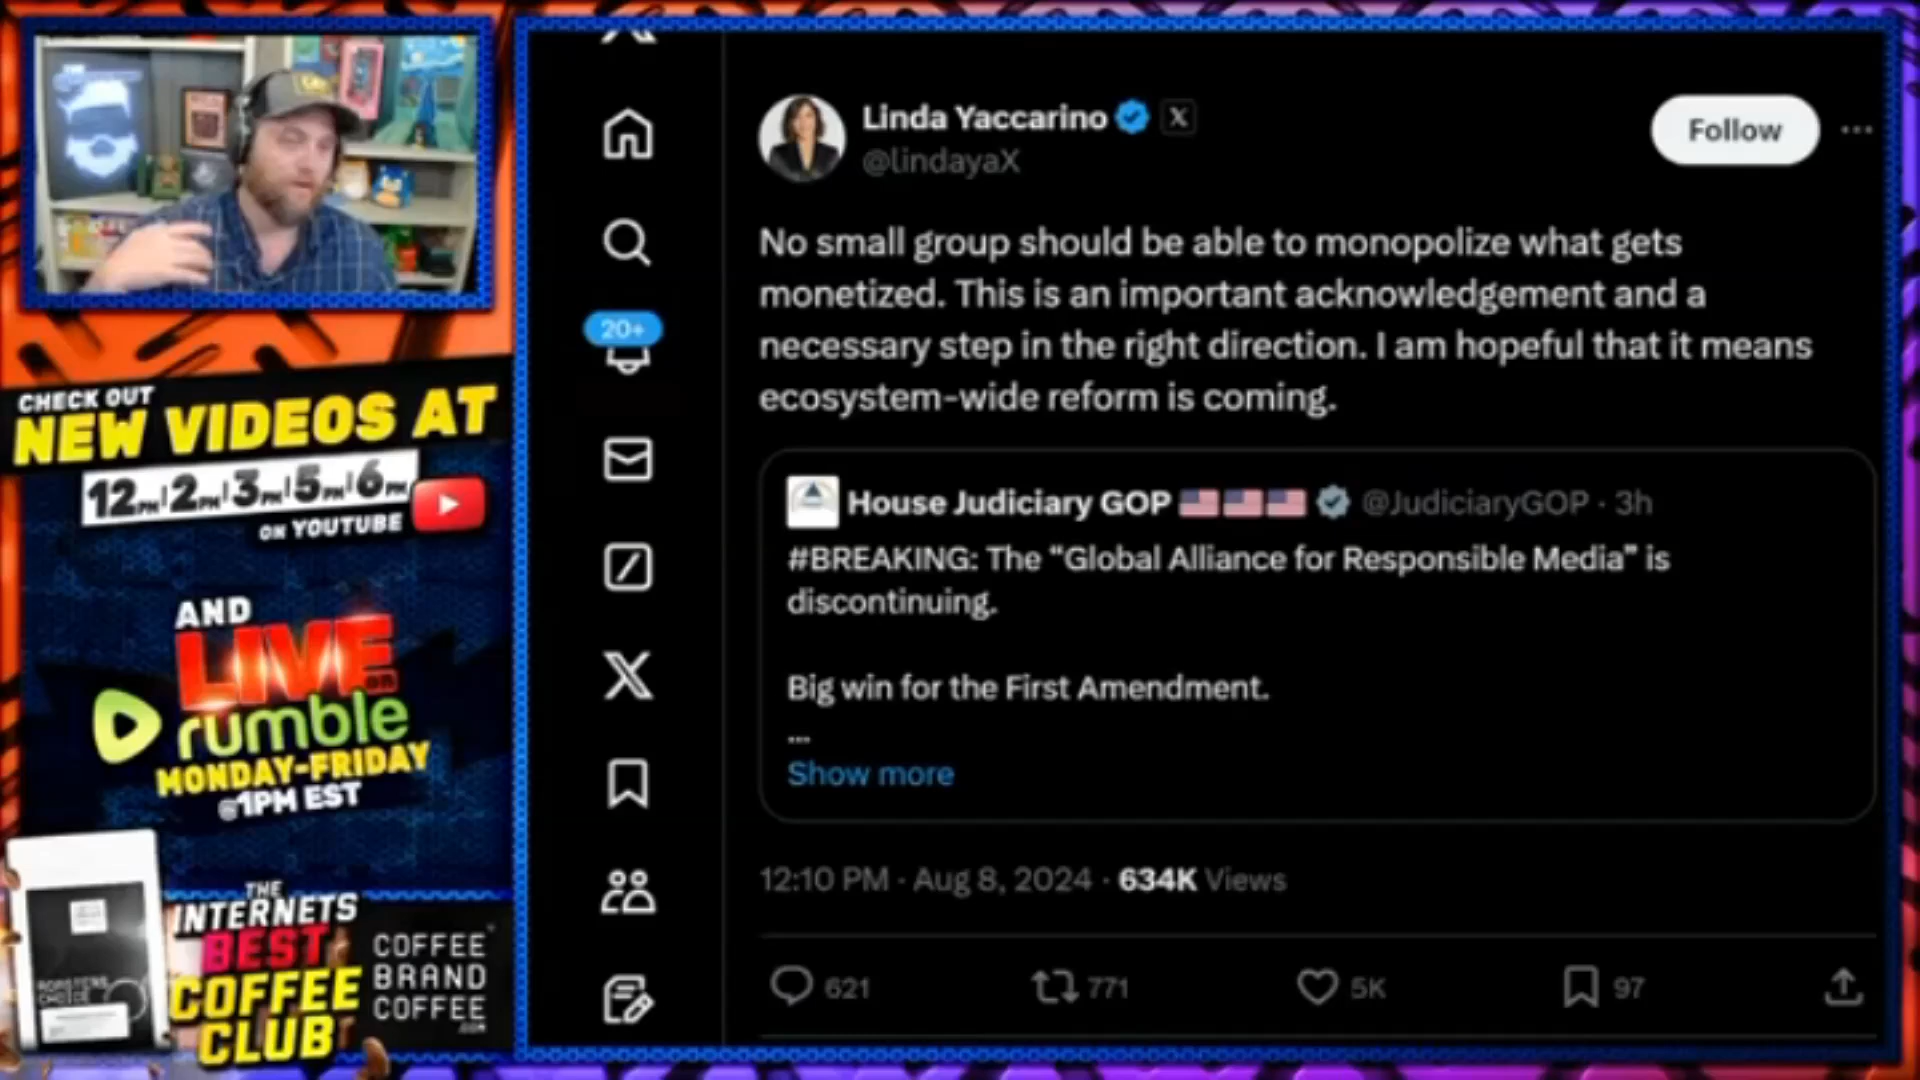 CHECK OUT
NEW VIDEOS AT
12PM|2PM|3PM|5PM|6PM
ON YOUTUBE
AND
LIVE
on
rumble
MONDAY-FRIDAY
@1PM EST
THE
INTERNETS
BEST
COFFEE
CLUB
COFFEE
BRAND
COFFEE
.COM
Linda Yaccarino
@lindayaX
Follow
No small group should be able to monopolize what gets
monetized. This is an important acknowledgement and a
necessary step in the right direction. I am hopeful that it means
ecosystem-wide reform is coming.
20+
House Judiciary GOP @JudiciaryGOP · 3h
#BREAKING: The “Global Alliance for Responsible Media” is
discontinuing.
Big win for the First Amendment.
...
Show more
12:10 PM · Aug 8, 2024 · 634K Views
621 771 5K 97